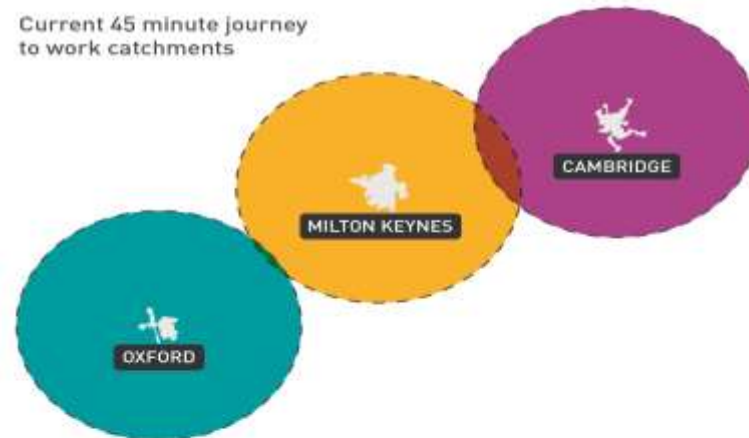 Current 45 minute journey
to work catchments
CAMBRIDGE
MILTON KEYNES
OXFORD